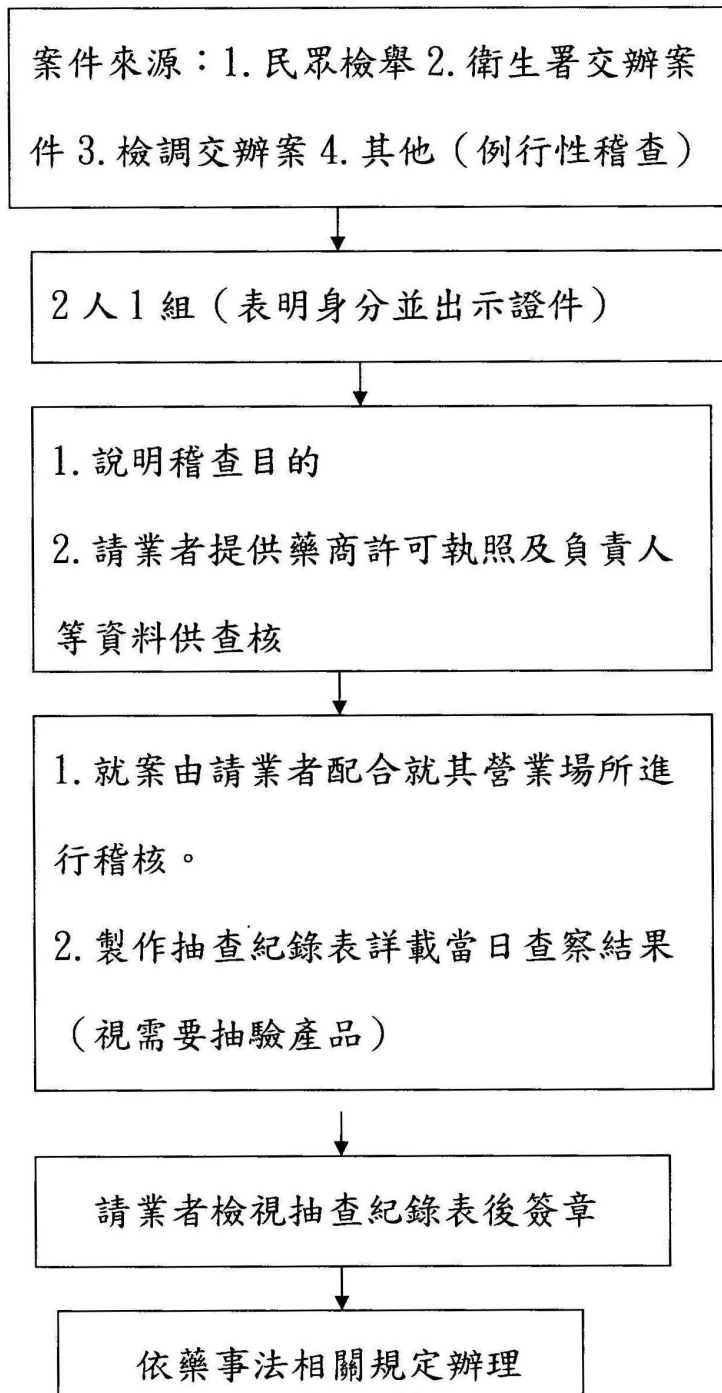 案件來源：1.民眾檢舉 2.衛生署交辦案
件 3.檢調交辦案 4.其他（例行性稽查）
2人1組（表明身分並出示證件）
1.說明稽查目的
2.請業者提供藥商許可執照及負責人
等資料供查核
1.就案由請業者配合就其營業場所進
行稽核。
2.製作抽查紀錄表詳載當日查察結果
（視需要抽驗產品）
請業者檢視抽查紀錄表後簽章
依藥事法相關規定辦理